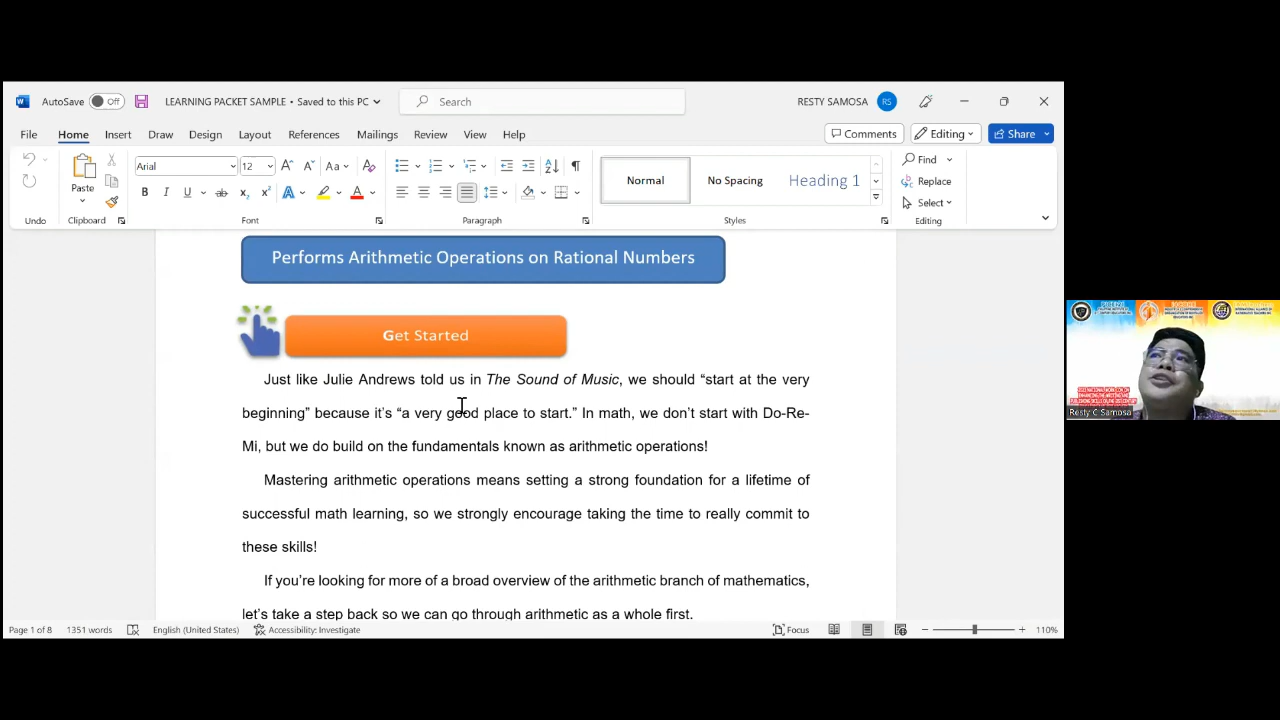 AutoSave Off LEARNING PACKET SAMPLE • Saved to this PC Search RESTY SAMOSA RS
File Home Insert Draw Design Layout References Mailings Review View Help Comments Editing Share
Paste Arial 12 Aa Normal No Spacing Heading 1 Find
Replace
Select
Undo Clipboard Font Paragraph Styles Editing
Performs Arithmetic Operations on Rational Numbers
Get Started
Just like Julie Andrews told us in The Sound of Music, we should “start at the very
beginning” because it’s “a very good place to start.” In math, we don’t start with Do-Re-
Mi, but we do build on the fundamentals known as arithmetic operations!
Mastering arithmetic operations means setting a strong foundation for a lifetime of
successful math learning, so we strongly encourage taking the time to really commit to
these skills!
If you’re looking for more of a broad overview of the arithmetic branch of mathematics,
let’s take a step back so we can go through arithmetic as a whole first.
Page 1 of 8 1351 words English (United States) Accessibility: Investigate Focus 110%
Resty C Samosa